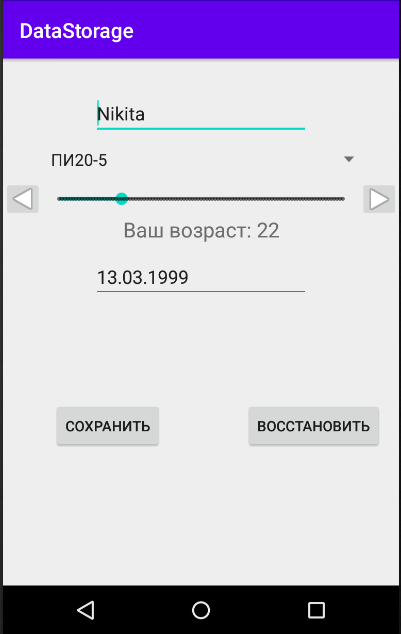 DataStorage
Nikita
ПИ20-5
Ваш возраст: 22
13.03.1999
СОХРАНИТЬ
ВОССТАНОВИТЬ